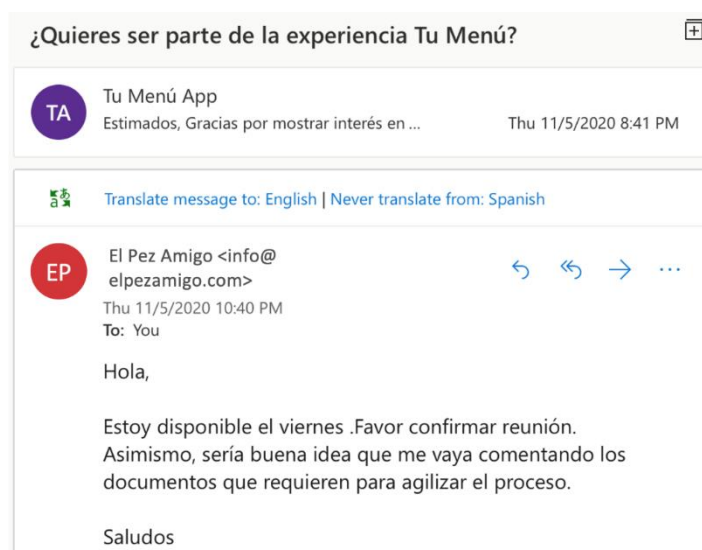 ¿Quieres ser parte de la experiencia Tu Menú?
TA
Tu Menú App
Estimados, Gracias por mostrar interés en ...
Thu 11/5/2020 8:41 PM
Translate message to: English | Never translate from: Spanish
EP
El Pez Amigo <info@
elpezamigo.com>
Thu 11/5/2020 10:40 PM
To: You
Hola,
Estoy disponible el viernes .Favor confirmar reunión.
Asimismo, sería buena idea que me vaya comentando los
documentos que requieren para agilizar el proceso.
Saludos